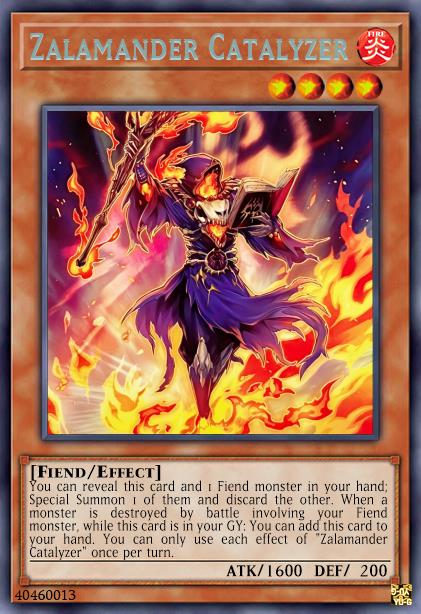 Zalamander Catalyzer
FIRE
炎
[Fiend/Effect]
You can reveal this card and 1 Fiend monster in your hand;
Special Summon 1 of them and discard the other. When a
monster is destroyed by battle involving your Fiend
monster, while this card is in your GY: You can add this card to
your hand. You can only use each effect of "Zalamander
Catalyzer" once per turn.
ATK/1600 DEF/ 200
40460013